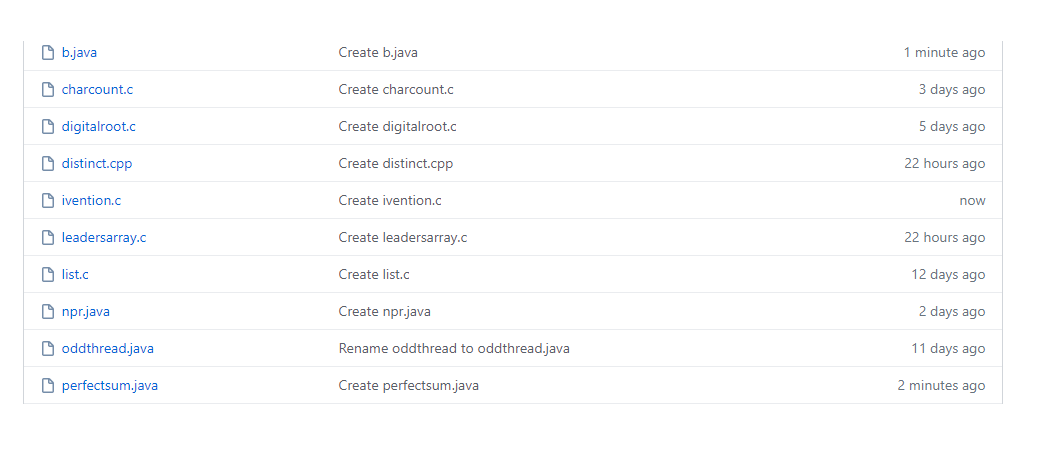 b.java Create b.java 1 minute ago
charcount.c Create charcount.c 3 days ago
digitalroot.c Create digitalroot.c 5 days ago
distinct.cpp Create distinct.cpp 22 hours ago
ivention.c Create ivention.c now
leadersarray.c Create leadersarray.c 22 hours ago
list.c Create list.c 12 days ago
npr.java Create npr.java 2 days ago
oddthread.java Rename oddthread to oddthread.java 11 days ago
perfectsum.java Create perfectsum.java 2 minutes ago